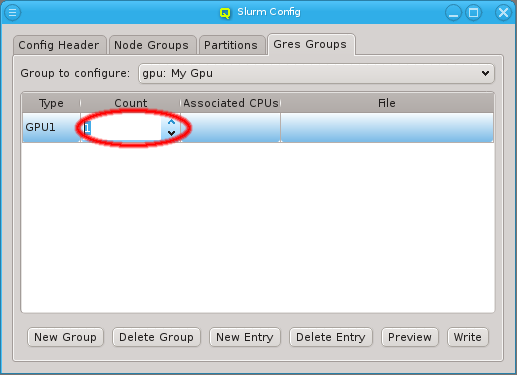 Slurm Config
Config Header Node Groups Partitions Gres Groups
Group to configure: gpu: My Gpu
Type Count Associated CPUs File
GPU1 1
New Group Delete Group New Entry Delete Entry Preview Write